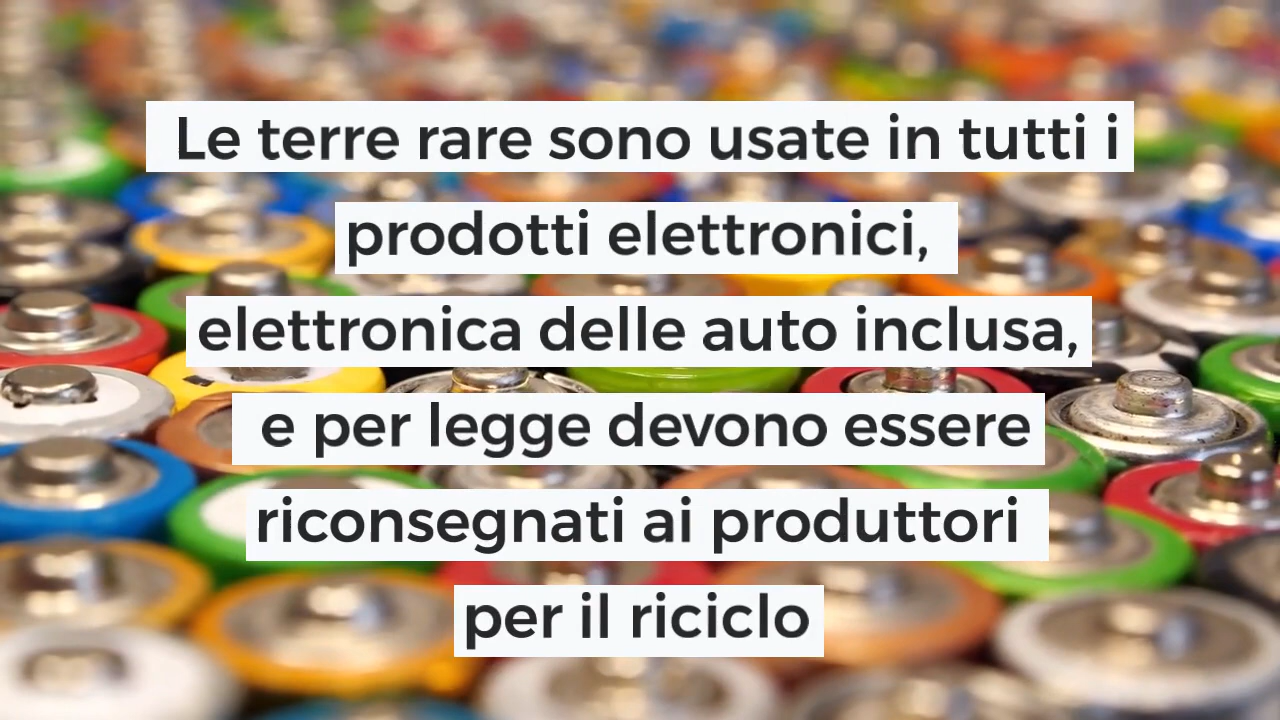 Le terre rare sono usate in tutti i
prodotti elettronici,
elettronica delle auto inclusa,
e per legge devono essere
riconsegnati ai produttori
per il riciclo